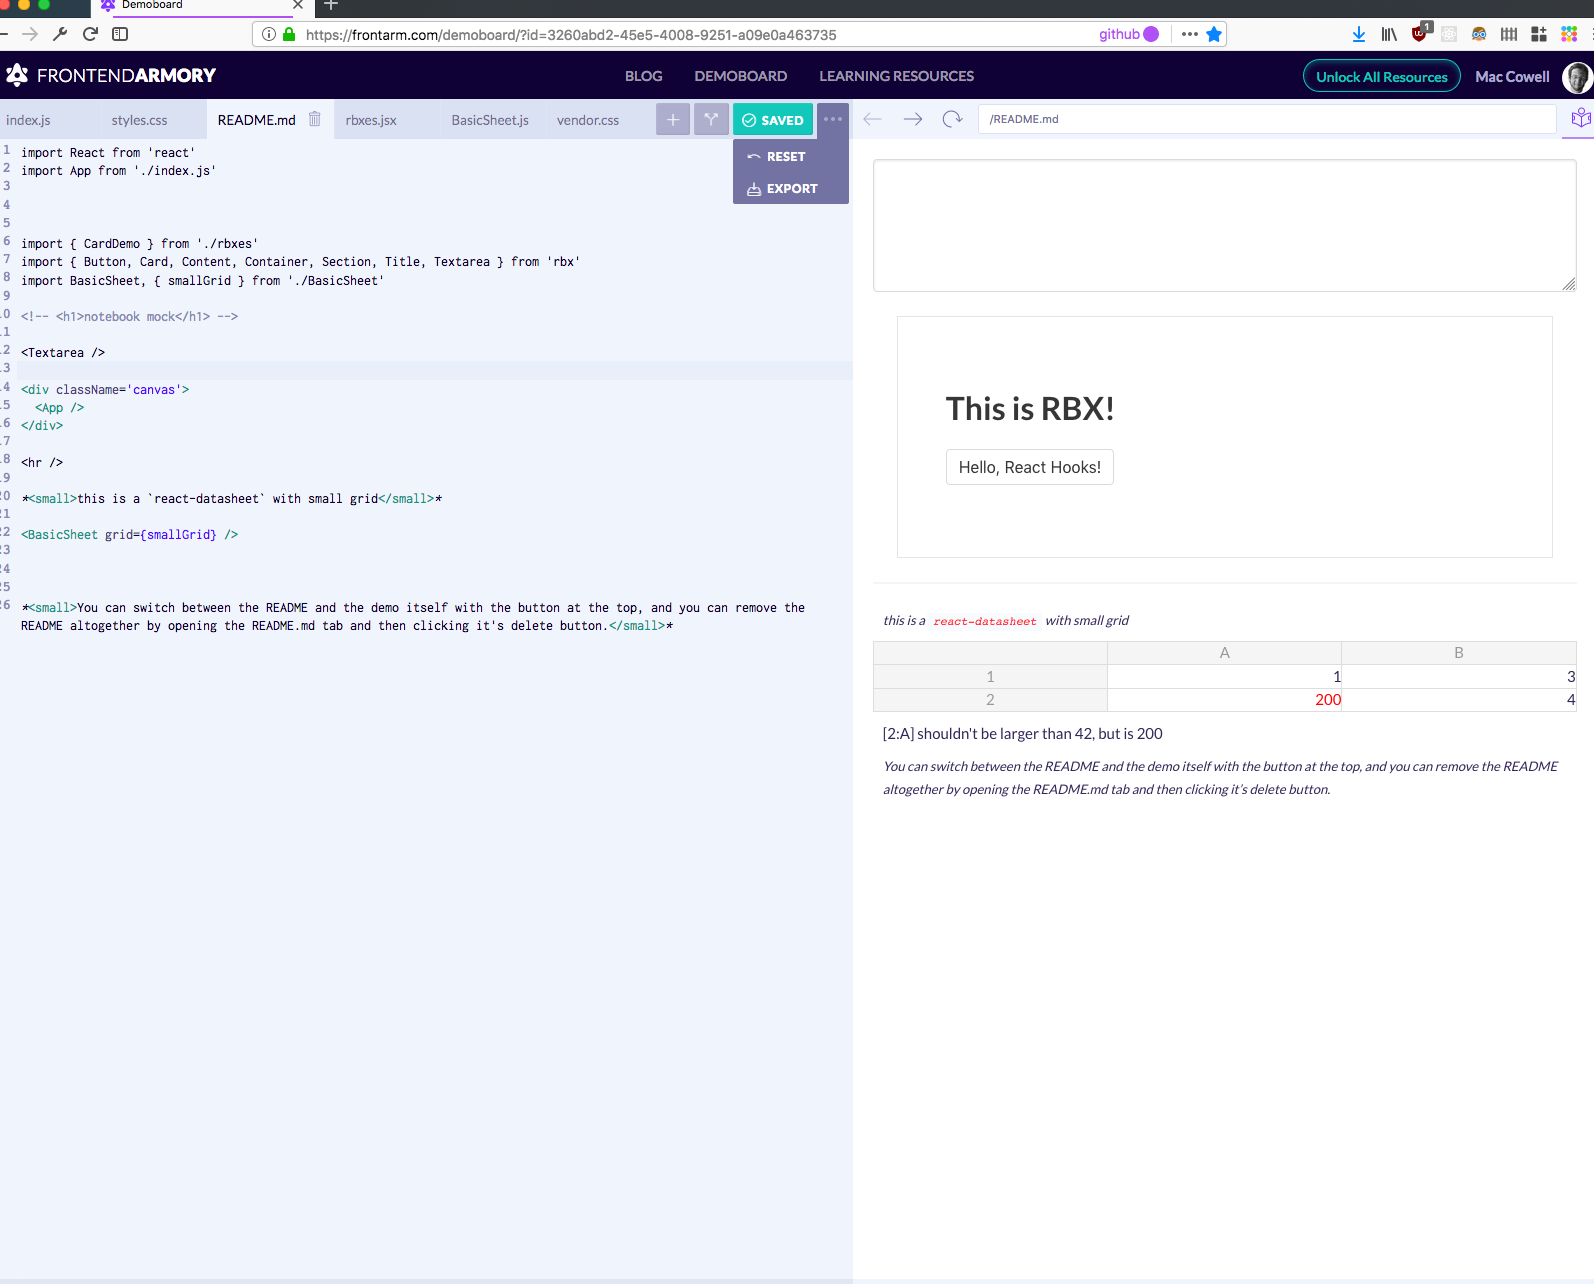 Demoboard
https://frontarm.com/demoboard/?id=3260abd2-45e5-4008-9251-a09e0a463735
github
1
FRONTENDARMORY
BLOG
DEMOBOARD
LEARNING RESOURCES
Unlock All Resources
Mac Cowell
index.js
styles.css
README.md
rbxes.jsx
BasicSheet.js
vendor.css
SAVED
RESET
EXPORT
1 import React from 'react'
2 import App from './index.js'
3
4
5
6 import { CardDemo } from './rbxes'
7 import { Button, Card, Content, Container, Section, Title, Textarea } from 'rbx'
8 import BasicSheet, { smallGrid } from './BasicSheet'
9
10 <!-- <h1>notebook mock</h1> -->
11
12 <Textarea />
13
14 <div className='canvas'>
15 <App />
16 </div>
17
18 <hr />
19
20 *<small>this is a `react-datasheet` with small grid</small>*
21
22 <BasicSheet grid={smallGrid} />
23
24
25
26 *<small>You can switch between the README and the demo itself with the button at the top, and you can remove the
README altogether by opening the README.md tab and then clicking it's delete button.</small>*
/README.md
This is RBX!
Hello, React Hooks!
this is a react-datasheet with small grid
A B
1 1 3
2 200 4
[2:A] shouldn't be larger than 42, but is 200
You can switch between the README and the demo itself with the button at the top, and you can remove the README
altogether by opening the README.md tab and then clicking it’s delete button.